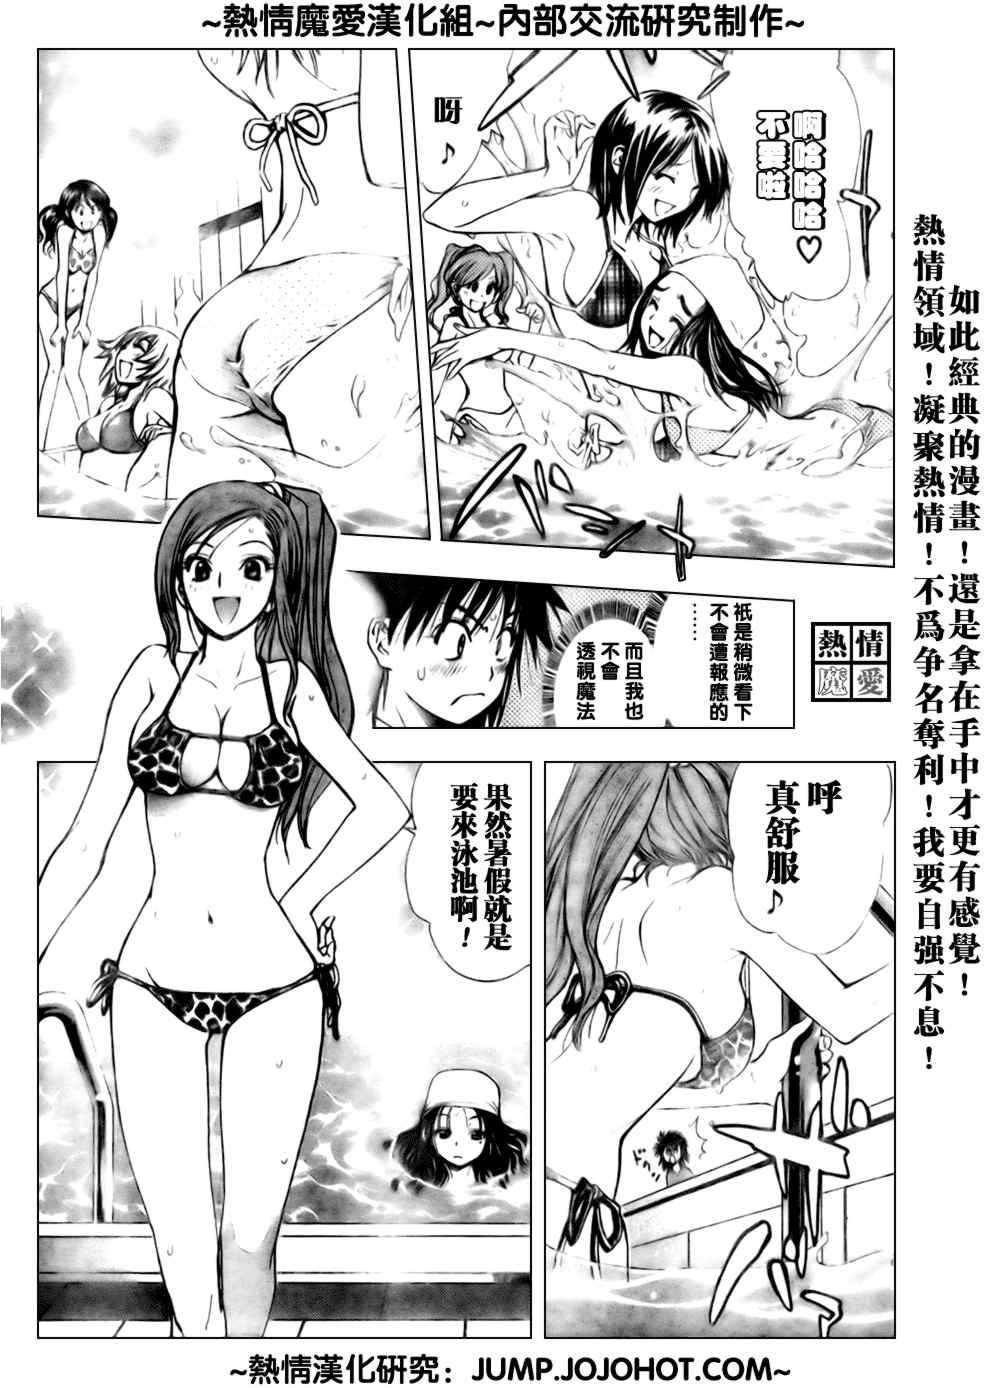 ~熱情魔愛漢化組~內部交流研究制作~
啊哈哈哈♡
不要啦
呀♪
祇是稍微看下
不會遭報應的
……
而且我也
不會
透視魔法
熱情
魔愛
呼
真舒服♪
果然暑假就是
要來泳池啊！
如此經典的漫畫！還是拿在手中才更有感覺！
熱情領域！凝聚熱情！不爲争名奪利！我要自强不息！
~熱情漢化研究：JUMP.JOJOHOT.COM~